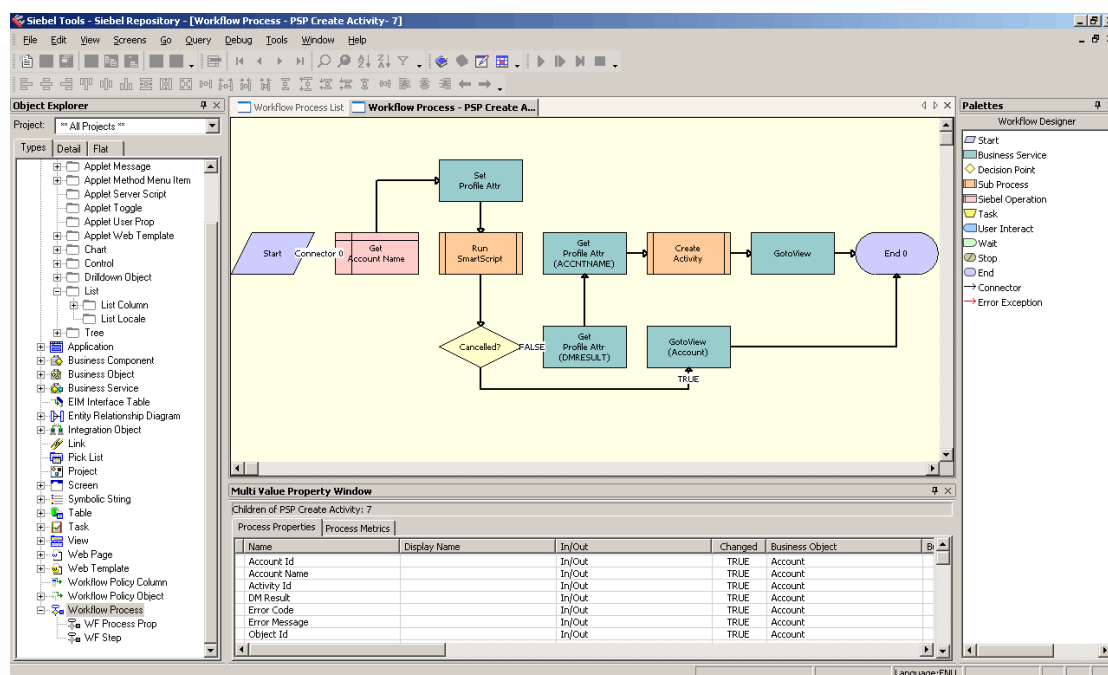 Siebel Tools - Siebel Repository - [Workflow Process - PSP Create Activity- 7]
File Edit View Screens Go Query Debug Tools Window Help
Object Explorer
Project: ** All Projects **
Types Detail Flat
Applet Message
Applet Method Menu Item
Applet Server Script
Applet Toggle
Applet User Prop
Applet Web Template
Chart
Control
Drilldown Object
List
List Column
List Locale
Tree
Application
Business Component
Business Object
Business Service
EIM Interface Table
Entity Relationship Diagram
Integration Object
Link
Pick List
Project
Screen
Symbolic String
Table
Task
View
Web Page
Web Template
Workflow Policy Column
Workflow Policy Object
Workflow Process
WF Process Prop
WF Step
Workflow Process List Workflow Process - PSP Create A...
Set
Profile Attr
Start
Connector 0
Get
Account Name
Run
SmartScript
Get
Profile Attr
(ACCNTNAME)
Create
Activity
GotoView
End 0
Cancelled?
FALSE
Get
Profile Attr
(DMRESULT)
GotoView
(Account)
TRUE
Palettes
Workflow Designer
Start
Business Service
Decision Point
Sub Process
Siebel Operation
Task
User Interact
Wait
Stop
End
Connector
Error Exception
Multi Value Property Window
Children of PSP Create Activity: 7
Process Properties Process Metrics
Name Display Name In/Out Changed Business Object
Account Id In/Out TRUE Account
Account Name In/Out TRUE Account
Activity Id In/Out TRUE Account
DM Result In/Out TRUE Account
Error Code In/Out TRUE Account
Error Message In/Out TRUE Account
Object Id In/Out TRUE Account
Language:ENU